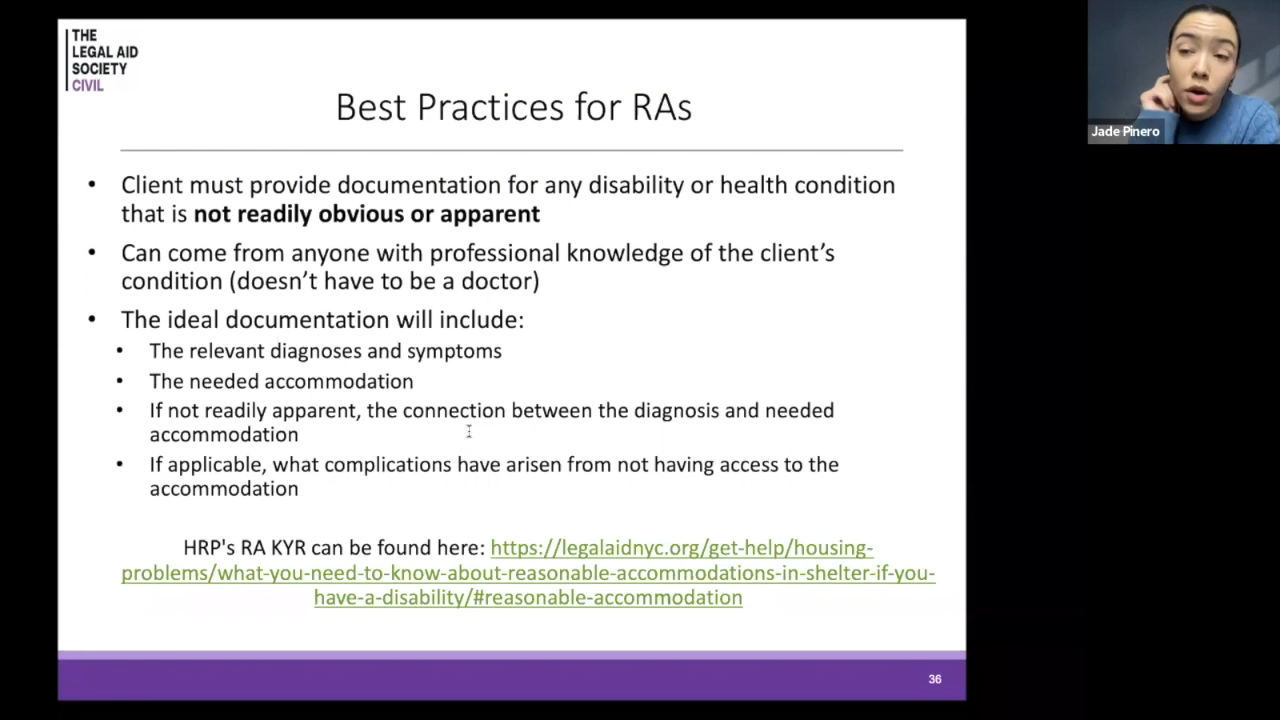 THE
LEGAL AID
SOCIETY
CIVIL
Best Practices for RAs
• Client must provide documentation for any disability or health condition
that is not readily obvious or apparent
• Can come from anyone with professional knowledge of the client's
condition (doesn't have to be a doctor)
• The ideal documentation will include:
• The relevant diagnoses and symptoms
• The needed accommodation
• If not readily apparent, the connection between the diagnosis and needed
accommodation
• If applicable, what complications have arisen from not having access to the
accommodation
HRP's RA KYR can be found here: https://legalaidnyc.org/get-help/housing-
problems/what-you-need-to-know-about-reasonable-accommodations-in-shelter-if-you-
have-a-disability/#reasonable-accommodation
36
Jade Pinero